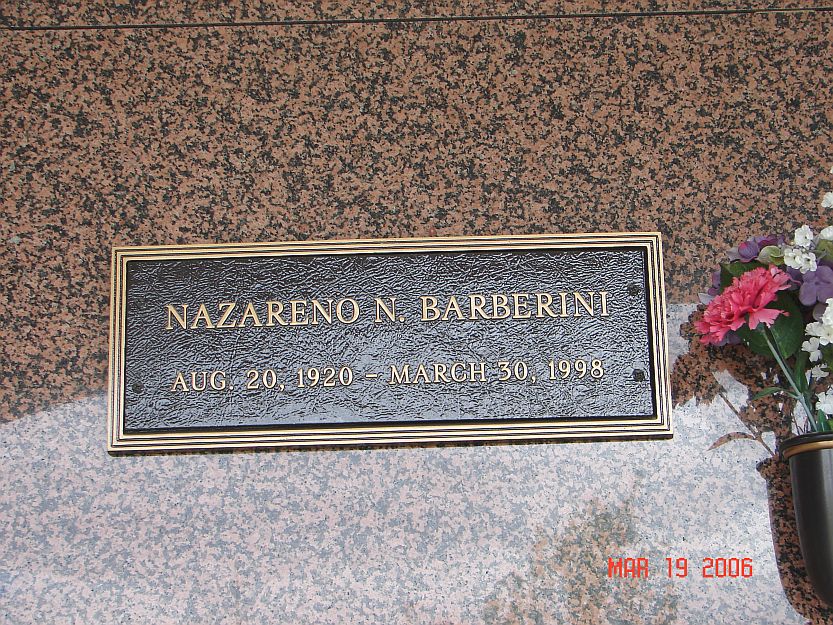 NAZARENO N. BARBERINI
AUG. 20, 1920 – MARCH 30, 1998
MAR 19 2006